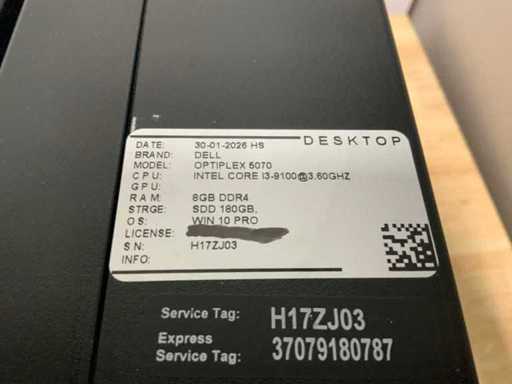 DESKTOP
DATE: 30-01-2026 HS
BRAND: DELL
MODEL: OPTIPLEX 5070
CPU: INTEL CORE I3-9100@3.60GHZ
GPU:
RAM: 8GB DDR4
STRGE: SDD 180GB,
OS: WIN 10 PRO
LICENSE:
SN: H17ZJ03
INFO:
Service Tag: H17ZJ03
Express
Service Tag: 37079180787